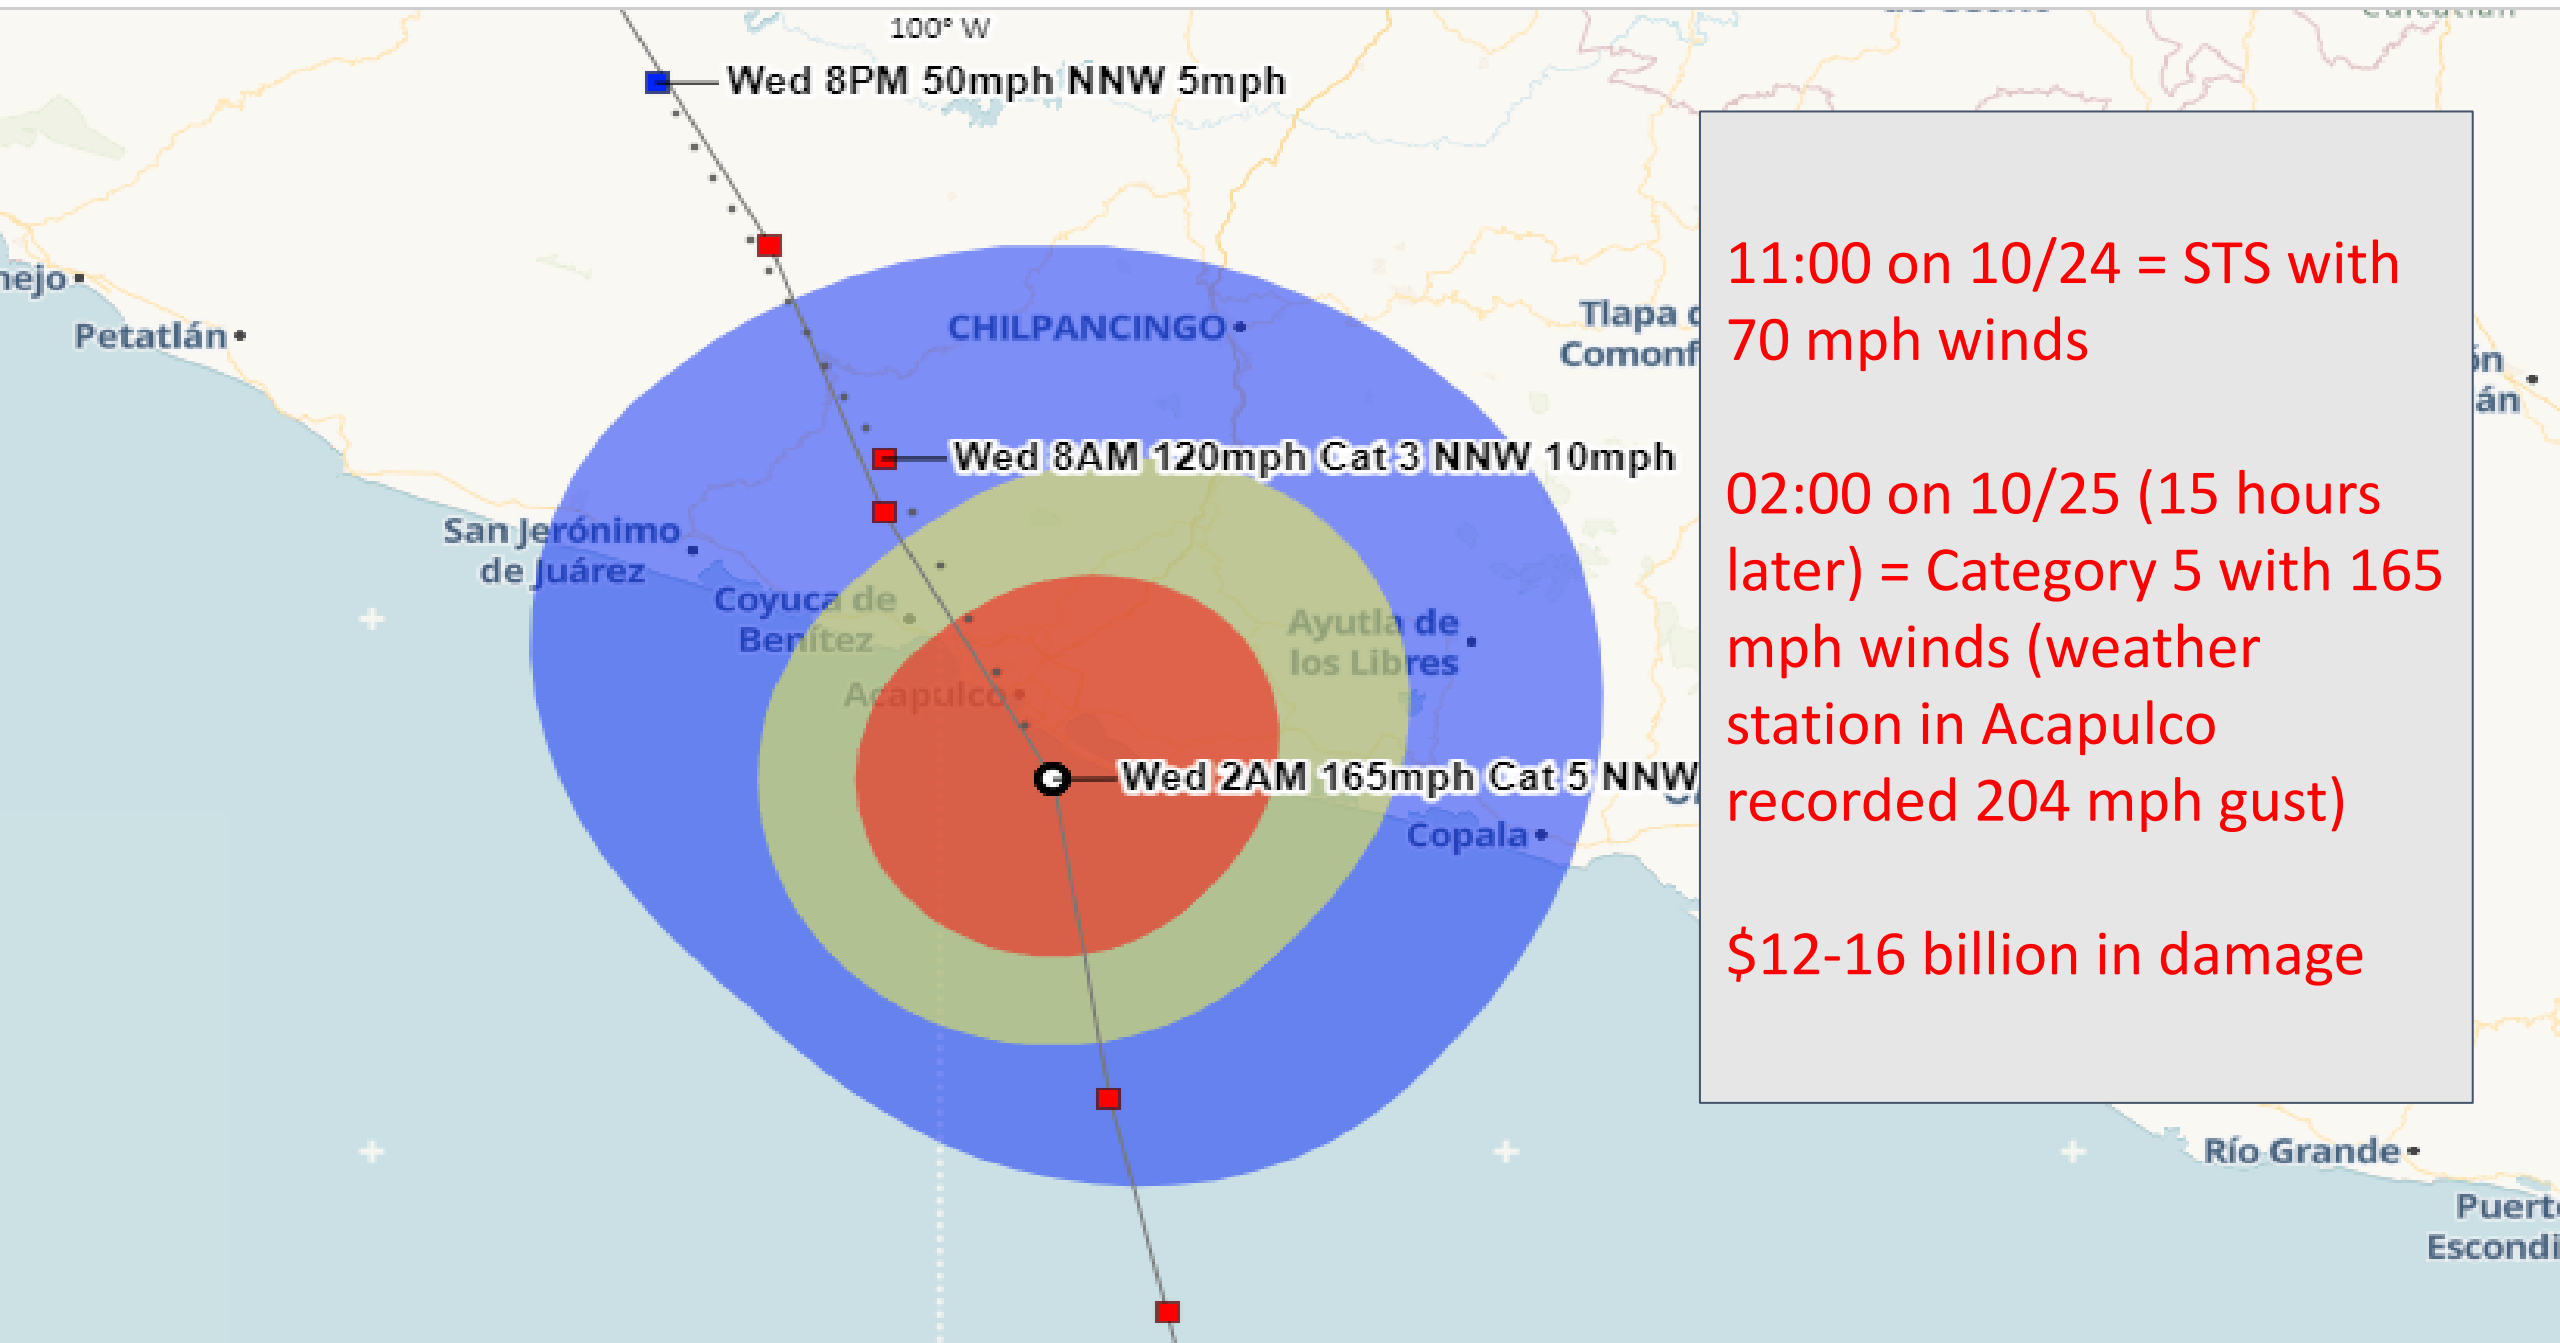 100° W
Wed 8PM 50mph NNW 5mph
Petatlán
CHILPANCINGO
Tlapa
Wed 8AM 120mph Cat 3 NNW 10mph
San Jerónimo
de Juárez
Coyuca de
Benítez
Acapulco
Ayutla de
los Libres
Wed 2AM 165mph Cat 5 NNW
Copala
Río Grande
11:00 on 10/24 = STS with
70 mph winds
02:00 on 10/25 (15 hours
later) = Category 5 with 165
mph winds (weather
station in Acapulco
recorded 204 mph gust)
$12-16 billion in damage